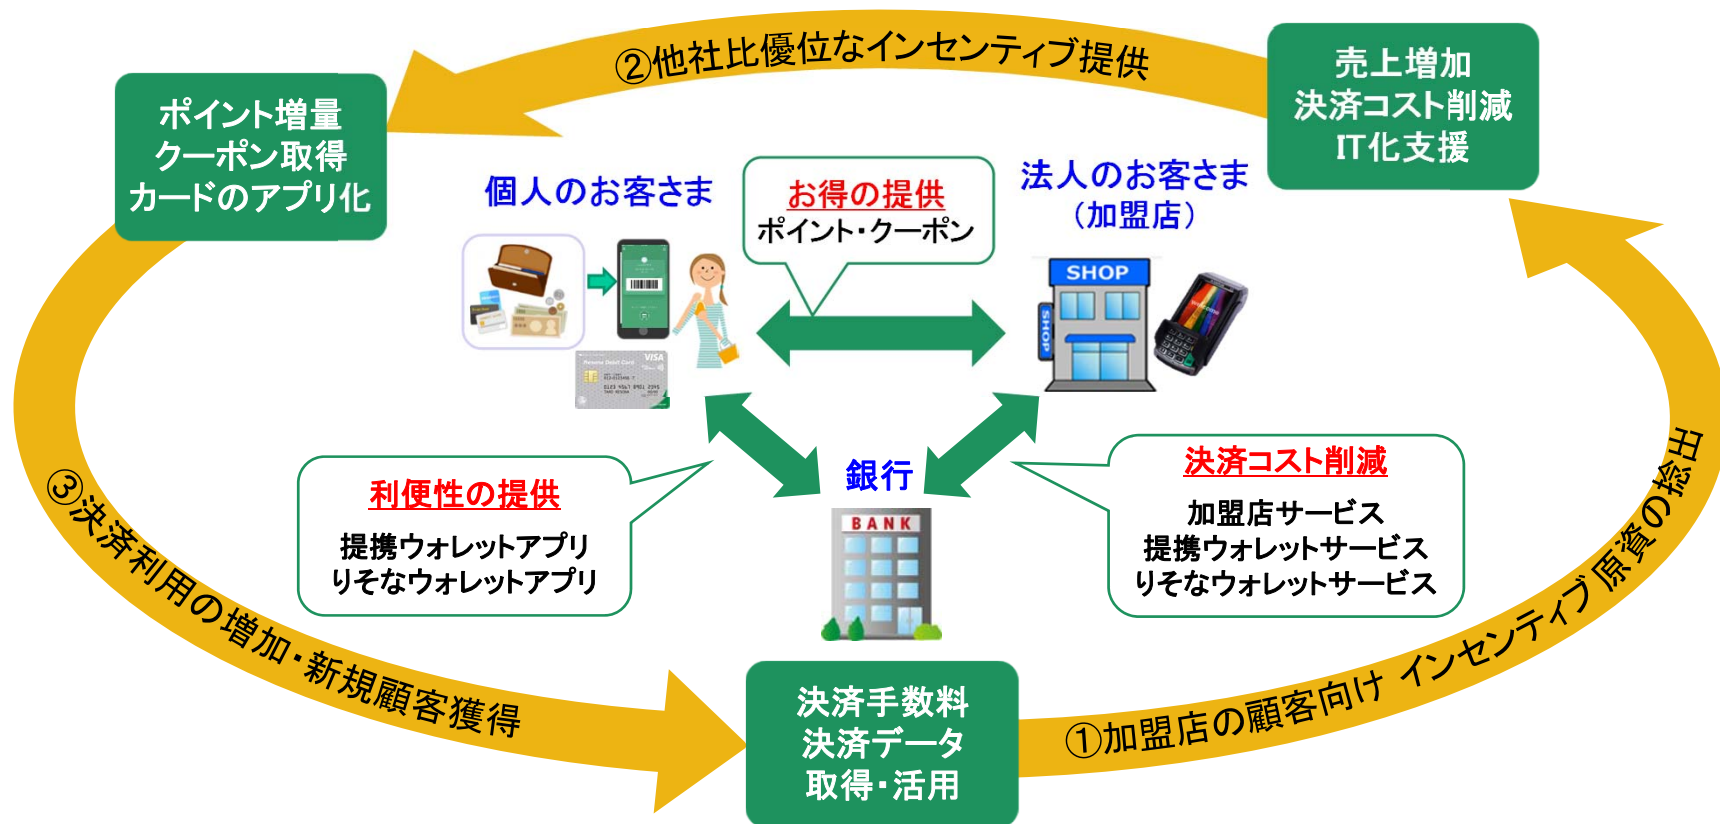 ②他社比優位なインセンティブ提供
売上増加
決済コスト削減
IT化支援
ポイント増量
クーポン取得
カードのアプリ化
個人のお客さま
お得の提供
ポイント・クーポン
法人のお客さま
(加盟店)
SHOP
SHOP
VISA
Resona Debit Card
銀行
BANK
利便性の提供
提携ウォレットアプリ
りそなウォレットアプリ
決済コスト削減
加盟店サービス
提携ウォレットサービス
りそなウォレットサービス
③決済利用の増加・新規顧客獲得
決済手数料
決済データ
取得・活用
①加盟店の顧客向け インセンティブ原資の捻出